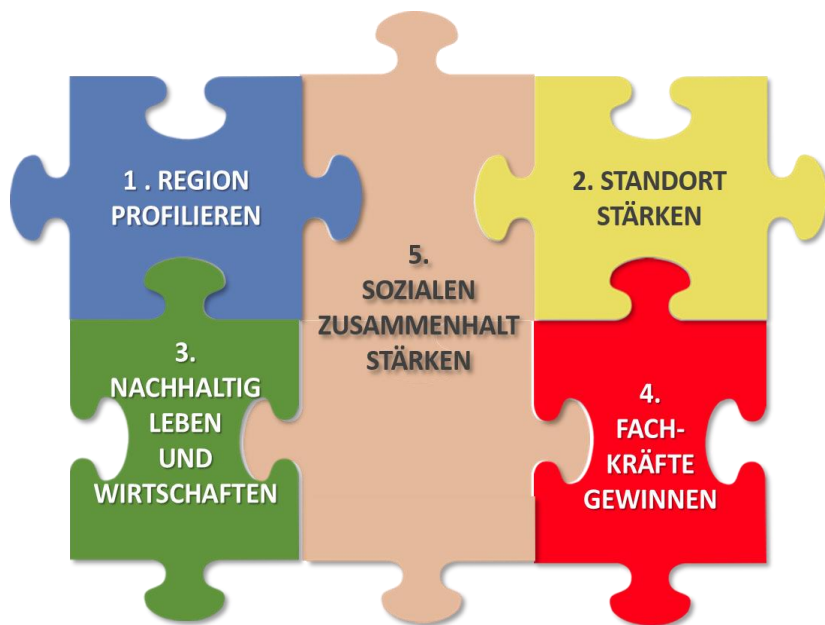 1 . REGION
PROFILIEREN
2. STANDORT
STÄRKEN
3.
NACHHALTIG
LEBEN
UND
WIRTSCHAFTEN
4.
FACH-
KRÄFTE
GEWINNEN
5.
SOZIALEN
ZUSAMMENHALT
STÄRKEN